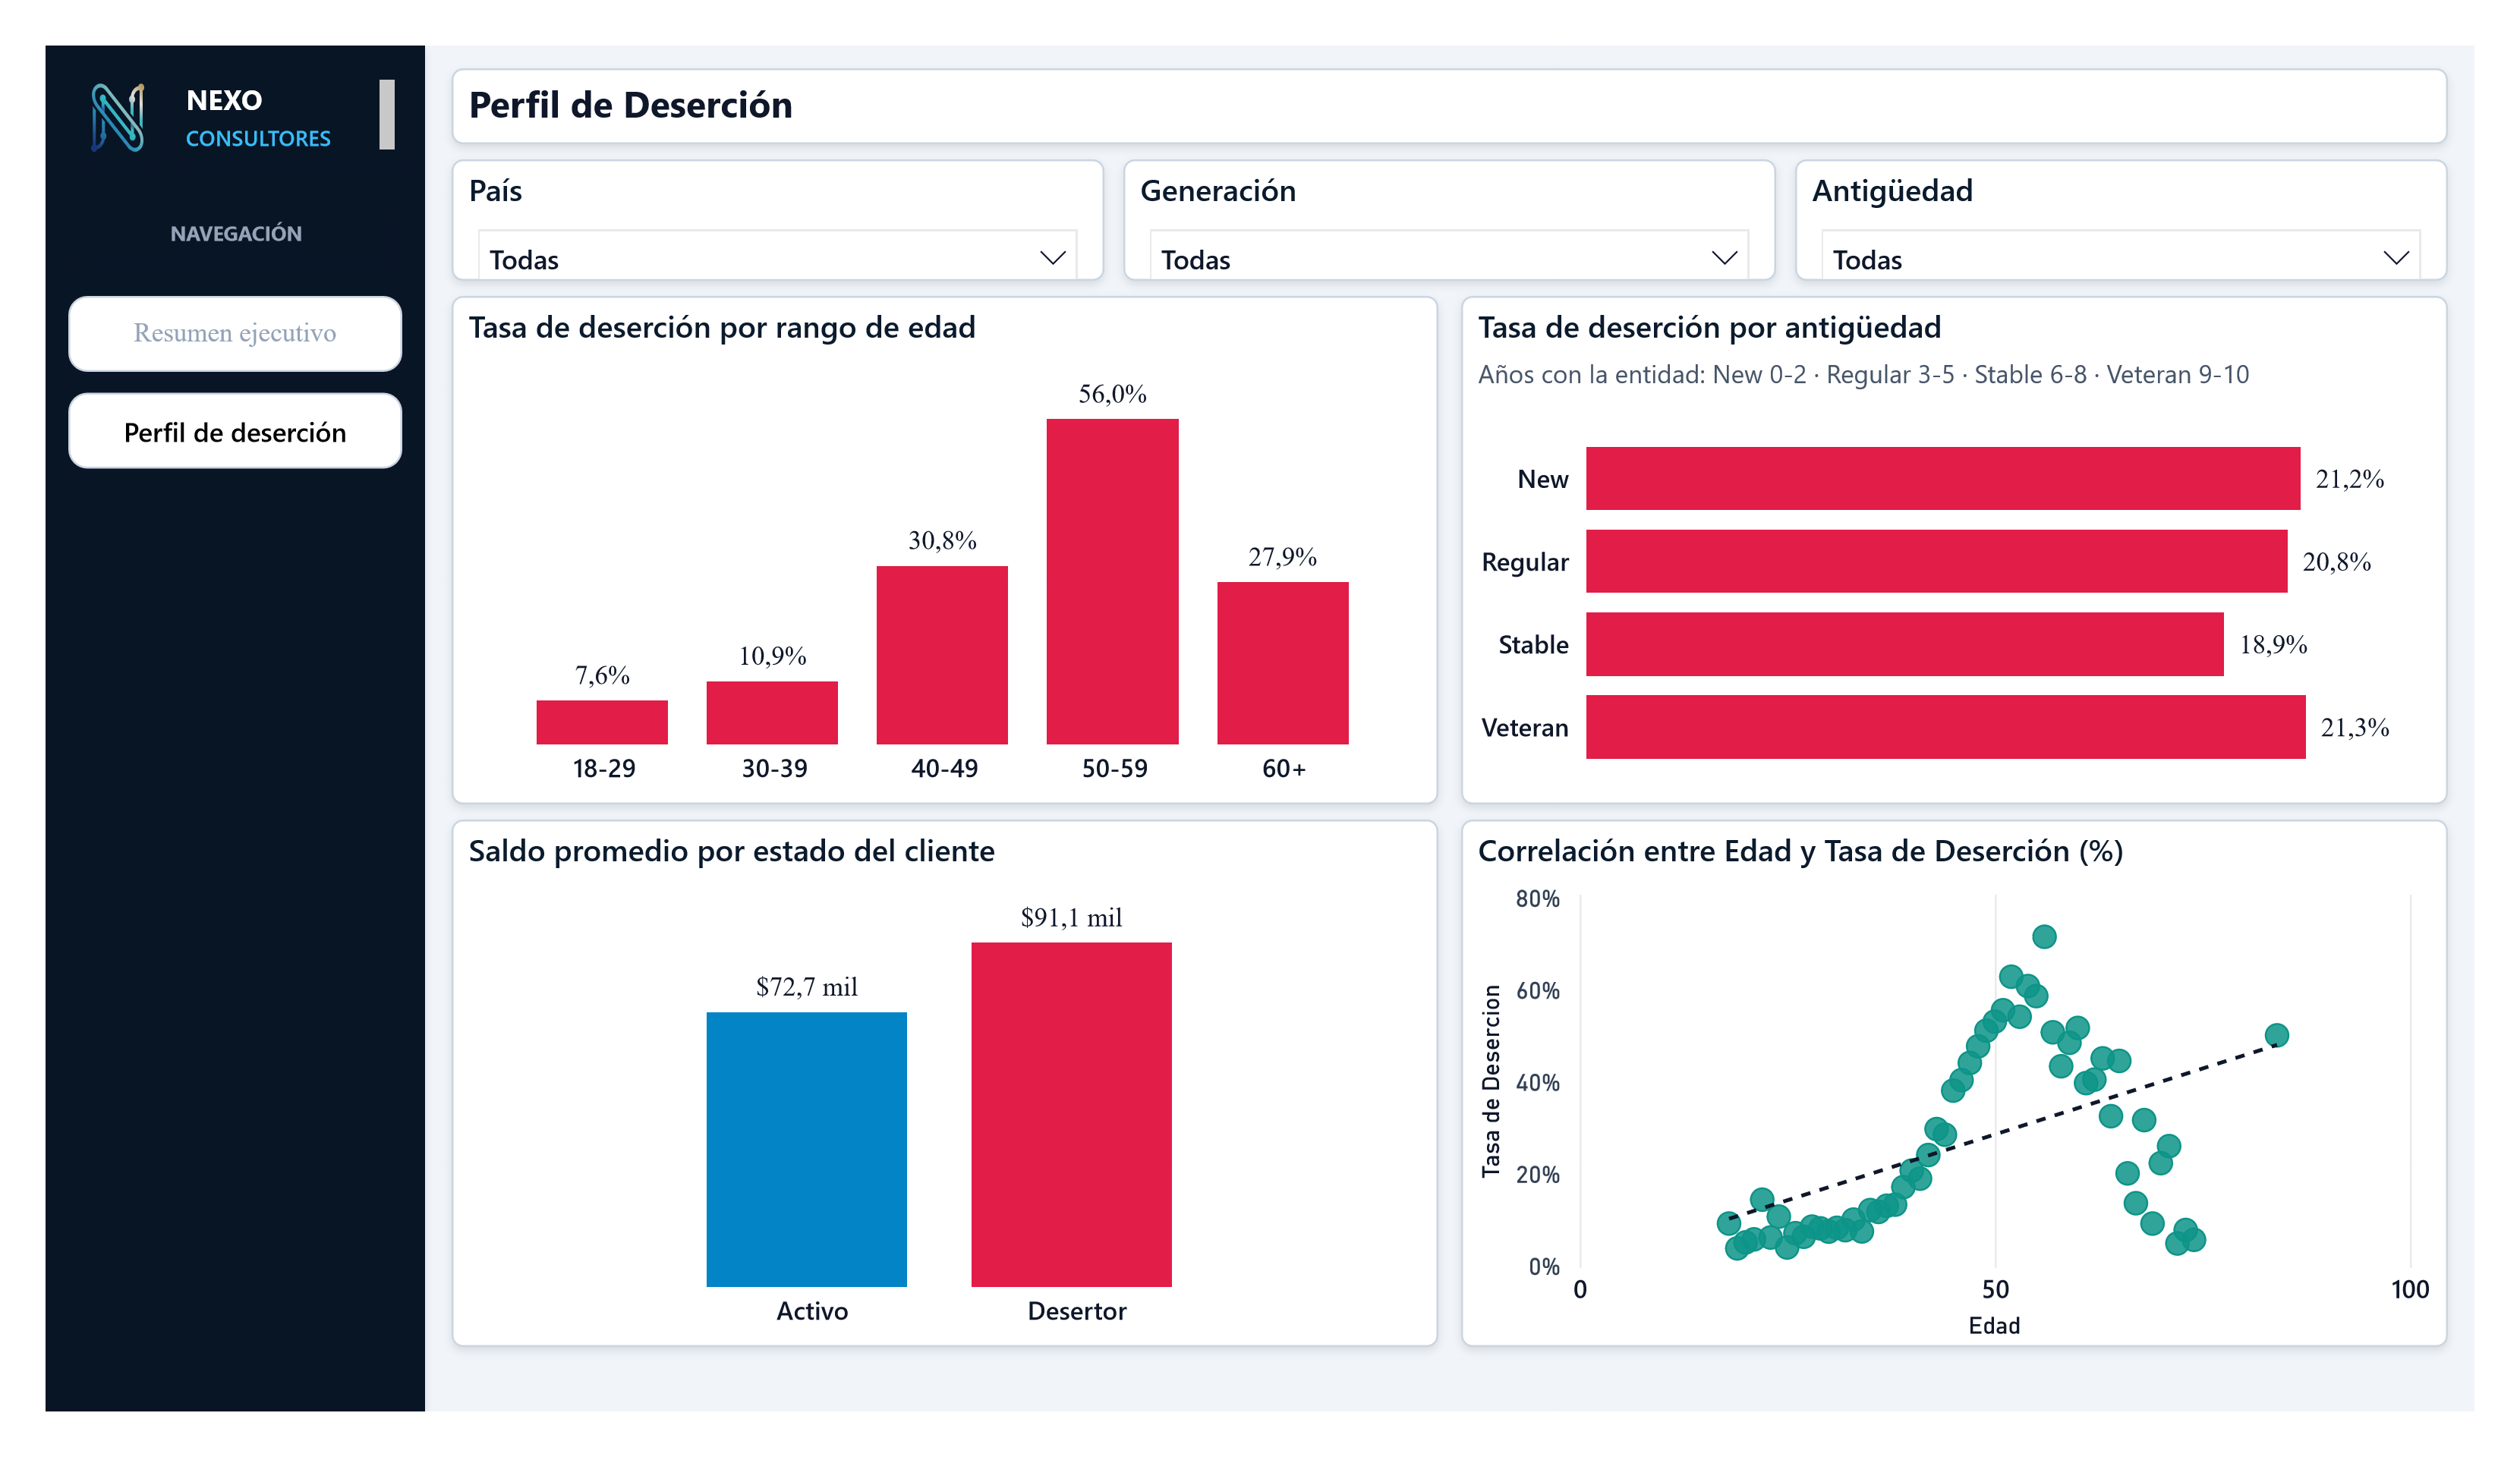 NEXO
CONSULTORES
NAVEGACIÓN
Resumen ejecutivo
Perfil de deserción
Perfil de Deserción
País
Todas
Generación
Todas
Antigüedad
Todas
Tasa de deserción por rango de edad
7,6%
10,9%
30,8%
56,0%
27,9%
18-29
30-39
40-49
50-59
60+
Tasa de deserción por antigüedad
Años con la entidad: New 0-2 · Regular 3-5 · Stable 6-8 · Veteran 9-10
New 21,2%
Regular 20,8%
Stable 18,9%
Veteran 21,3%
Saldo promedio por estado del cliente
$72,7 mil
$91,1 mil
Activo
Desertor
Correlación entre Edad y Tasa de Deserción (%)
Tasa de Desercion
80%
60%
40%
20%
0%
0
50
100
Edad